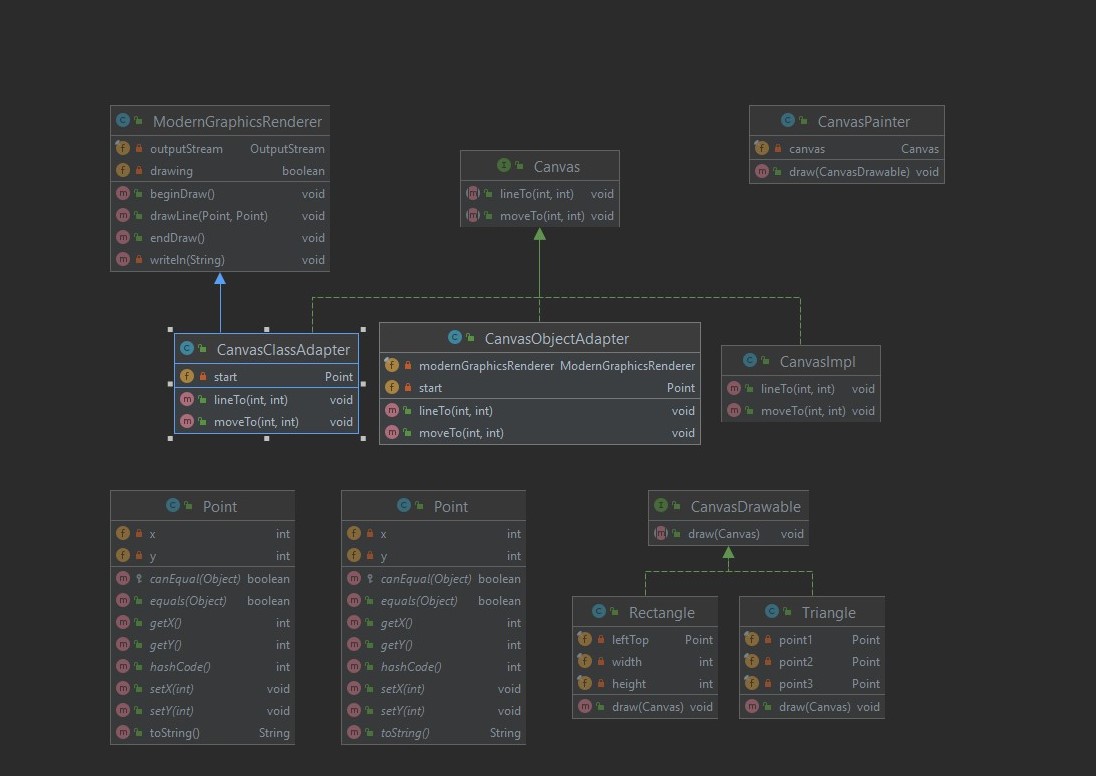 ModernGraphicsRenderer
outputStream OutputStream
drawing boolean
beginDraw() void
drawLine(Point, Point) void
endDraw() void
writeln(String) void
Canvas
lineTo(int, int) void
moveTo(int, int) void
CanvasPainter
canvas Canvas
draw(CanvasDrawable) void
CanvasClassAdapter
start Point
lineTo(int, int) void
moveTo(int, int) void
CanvasObjectAdapter
modernGraphicsRenderer ModernGraphicsRenderer
start Point
lineTo(int, int) void
moveTo(int, int) void
CanvasImpl
lineTo(int, int) void
moveTo(int, int) void
Point
x int
y int
canEqual(Object) boolean
equals(Object) boolean
getX() int
getY() int
hashCode() int
setX(int) void
setY(int) void
toString() String
Point
x int
y int
canEqual(Object) boolean
equals(Object) boolean
getX() int
getY() int
hashCode() int
setX(int) void
setY(int) void
toString() String
CanvasDrawable
draw(Canvas) void
Rectangle
leftTop Point
width int
height int
draw(Canvas) void
Triangle
point1 Point
point2 Point
point3 Point
draw(Canvas) void